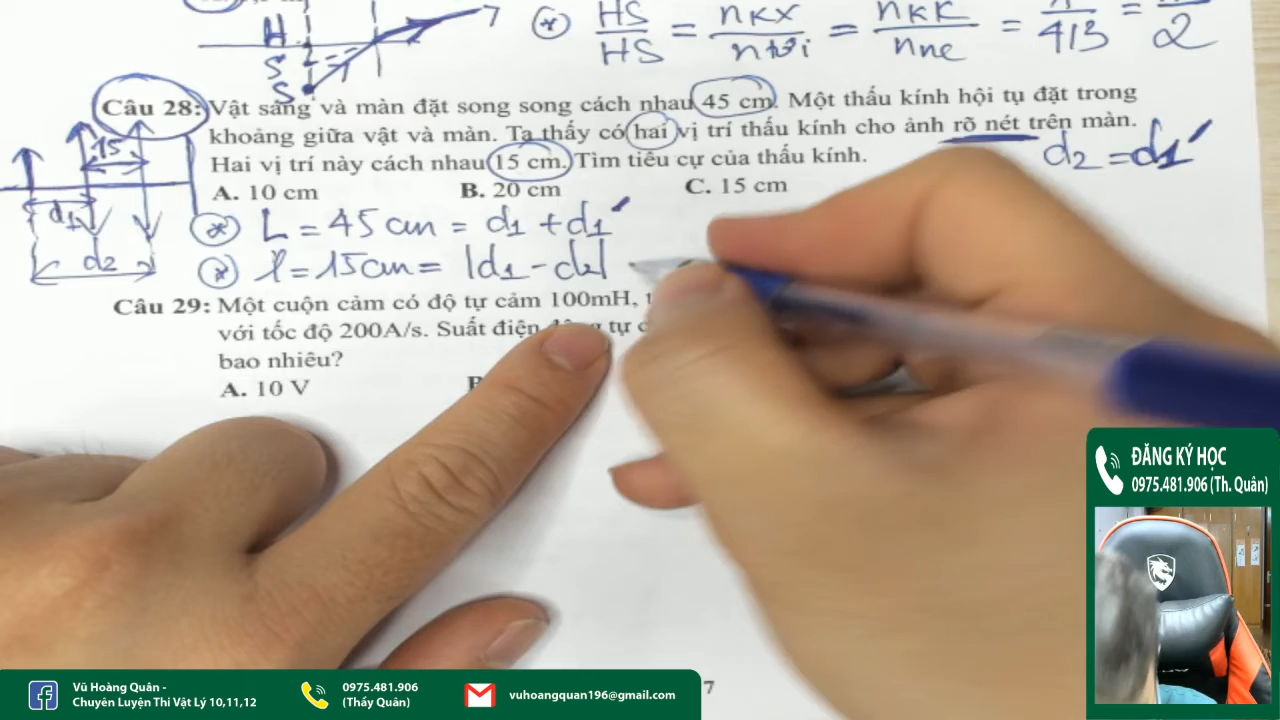 H
S'
S
HS/HS = nKX/ntới = nKK/nnc = /4/3 = /2
Câu 28: Vật sáng và màn đặt song song cách nhau 45 cm. Một thấu kính hội tụ đặt trong
khoảng giữa vật và màn. Ta thấy có hai vị trí thấu kính cho ảnh rõ nét trên màn.
Hai vị trí này cách nhau 15 cm. Tìm tiêu cự của thấu kính.
d2 = d1'
15
d1
d2
A. 10 cm B. 20 cm C. 15 cm
L = 45 cm = d1 + d1'
l = 15cm = |d1 - d2|
Câu 29: Một cuộn cảm có độ tự cảm 100mH,
với tốc độ 200A/s. Suất điện động tự
bao nhiêu?
A. 10 V
7
ĐĂNG KÝ HỌC
0975.481.906 (Th. Quân)
Vũ Hoàng Quân -
Chuyên Luyện Thi Vật Lý 10,11,12
0975.481.906
(Thầy Quân)
vuhoangquan196@gmail.com